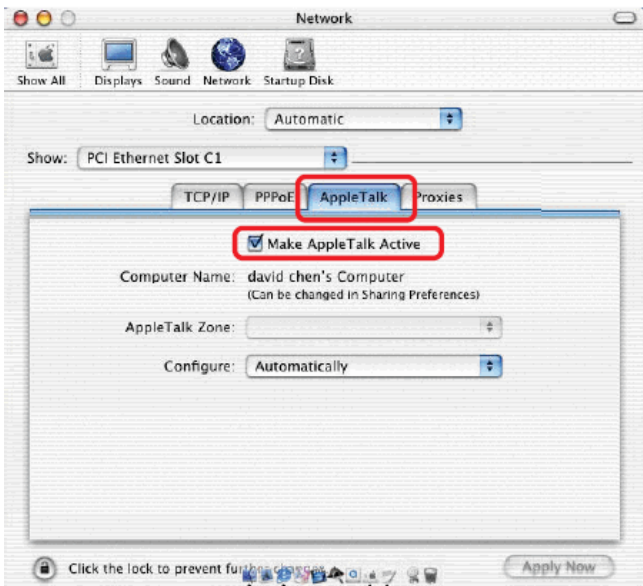 Network
Show All Displays Sound Network Startup Disk
Location: Automatic
Show: PCI Ethernet Slot C1
TCP/IP PPPoE AppleTalk Proxies
Make AppleTalk Active
Computer Name: david chen's Computer
(Can be changed in Sharing Preferences)
AppleTalk Zone:
Configure: Automatically
Click the lock to prevent further changes.
Apply Now